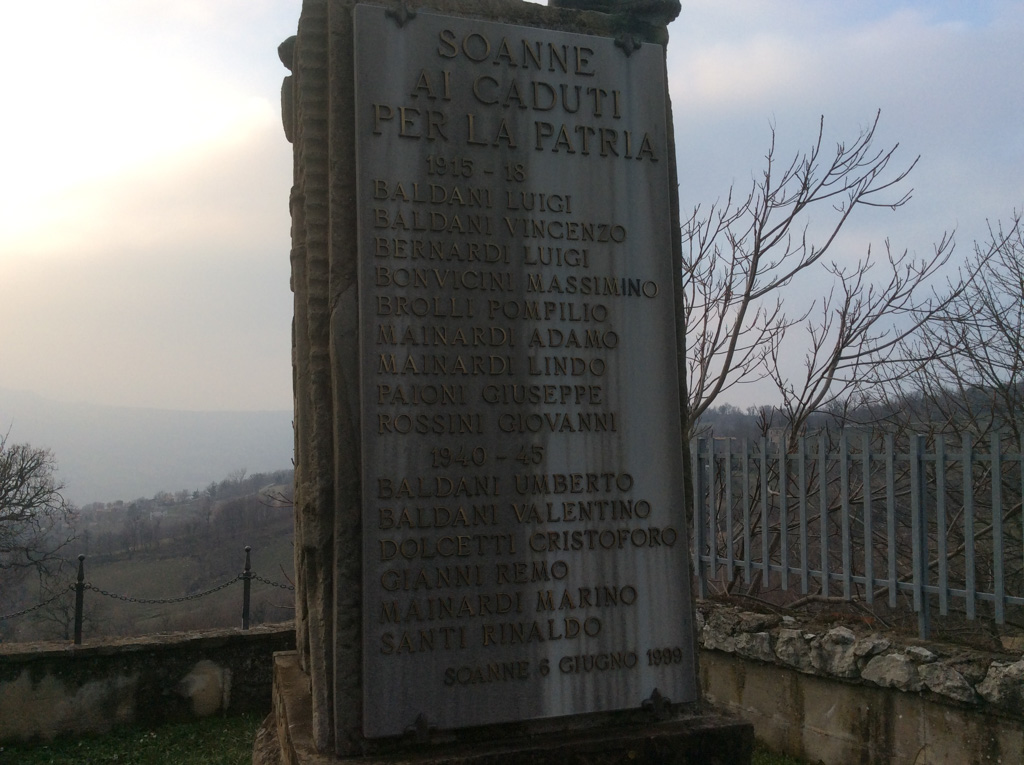 SOANNE
AI CADUTI
PER LA PATRIA
1915 - 18
BALDANI LUIGI
BALDANI VINCENZO
BERNARDI LUIGI
BONVICINI MASSIMINO
BROLLI POMPILIO
MAINARDI ADAMO
MAINARDI LINDO
PAIONI GIUSEPPE
ROSSINI GIOVANNI
1940 - 45
BALDANI UMBERTO
BALDANI VALENTINO
DOLCETTI CRISTOFORO
GIANNI REMO
MAINARDI MARINO
SANTI RINALDO
SOANNE 6 GIUGNO 1999